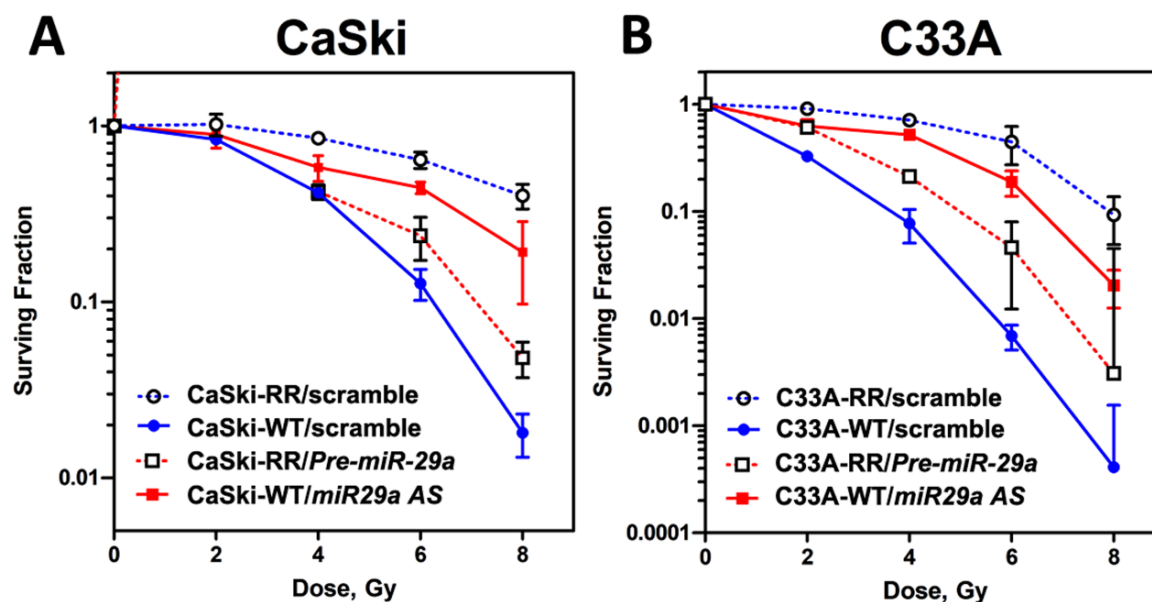 A
CaSki
Surving Fraction
1
0.1
0.01
CaSki-RR/scramble
CaSki-WT/scramble
CaSki-RR/Pre-miR-29a
CaSki-WT/miR29a AS
0 2 4 6 8
Dose, Gy
B
C33A
Surving Fraction
1
0.1
0.01
0.001
0.0001
C33A-RR/scramble
C33A-WT/scramble
C33A-RR/Pre-miR-29a
C33A-WT/miR29a AS
0 2 4 6 8
Dose, Gy